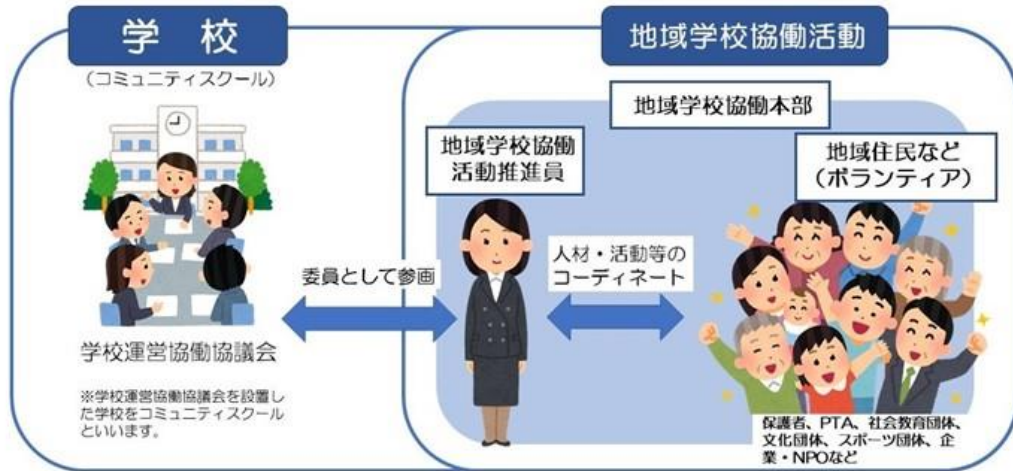 学 校
（コミュニティスクール）
学校運営協働協議会
※学校運営協働協議会を設置し
た学校をコミュニティスクール
といいます。
委員として参画
地域学校協働活動
地域学校協働本部
地域学校協働
活動推進員
人材・活動等の
コーディネート
地域住民など
（ボランティア）
保護者、PTA、社会教育団体、
文化団体、スポーツ団体、企
業・NPOなど